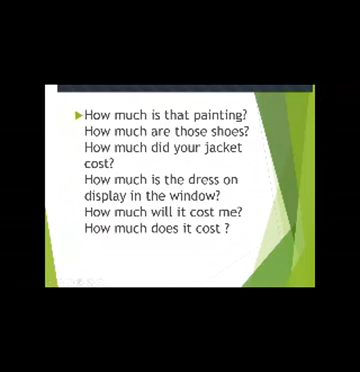 How much is that painting?
How much are those shoes?
How much did your jacket
cost?
How much is the dress on
display in the window?
How much will it cost me?
How much does it cost ?